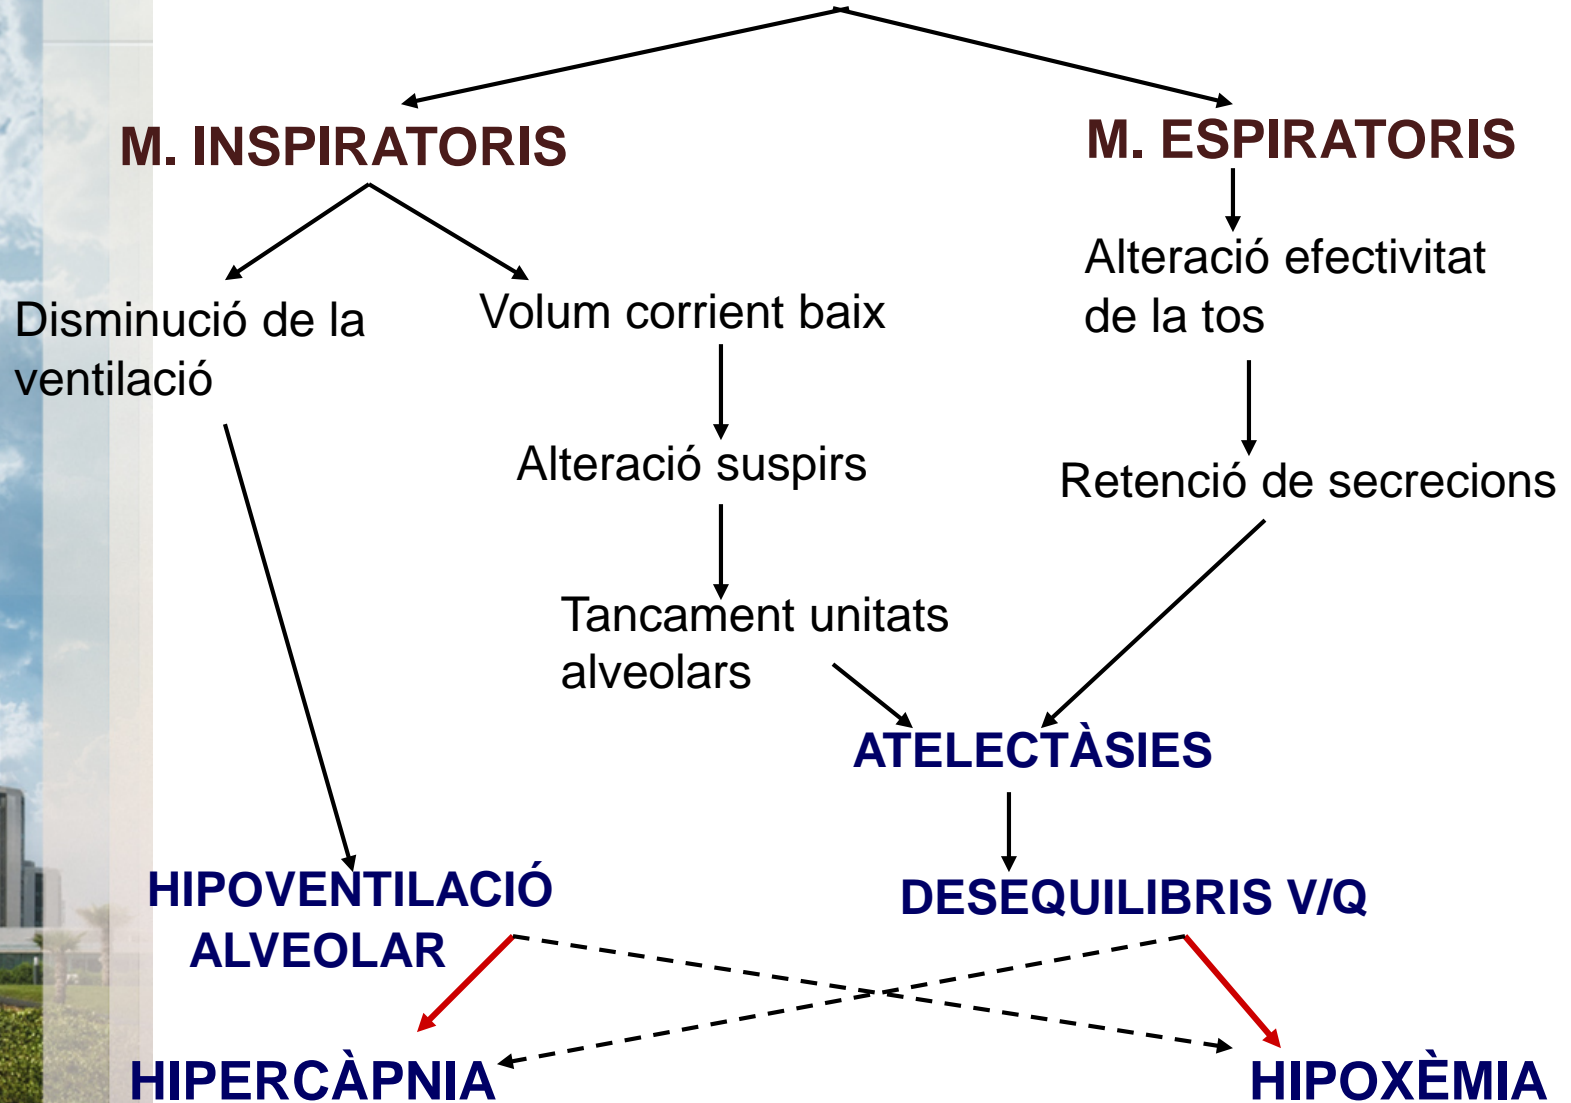 M. INSPIRATORIS
M. ESPIRATORIS
Disminució de la
ventilació
Volum corrient baix
Alteració efectivitat
de la tos
Alteració suspirs
Retenció de secrecions
Tancament unitats
alveolars
ATELECTÀSIES
HIPOVENTILACIÓ
ALVEOLAR
DESEQUILIBRIS V/Q
HIPERCÀPNIA
HIPOXÈMIA